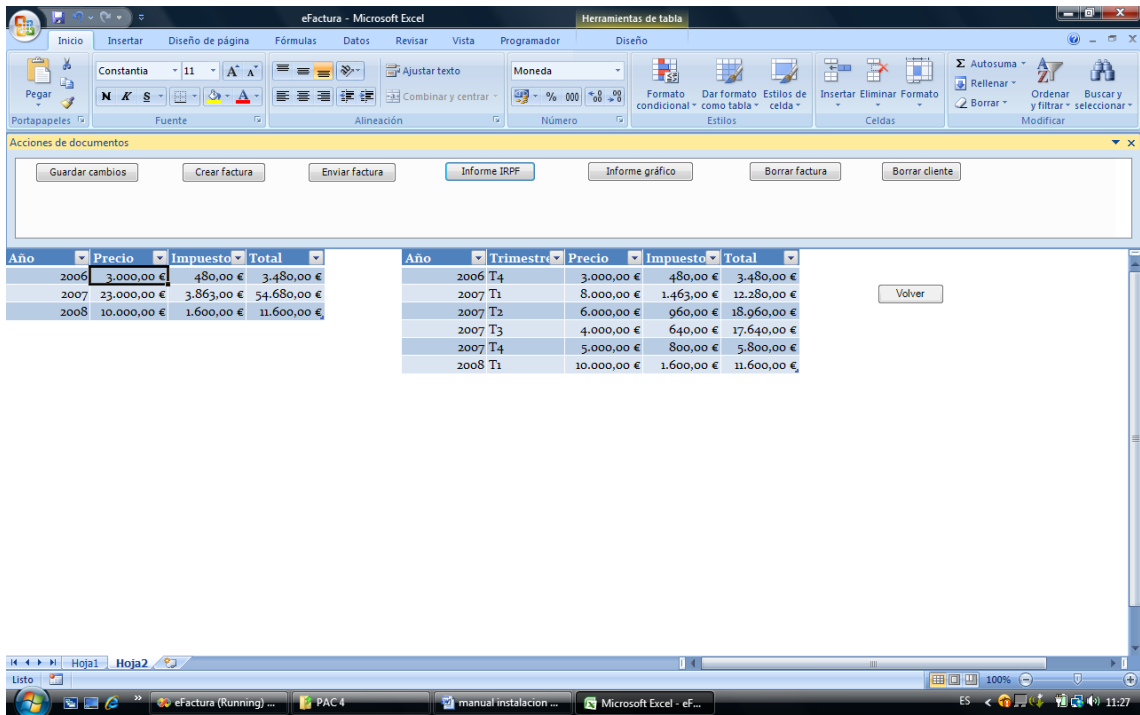 eFactura - Microsoft Excel Herramientas de tabla
Inicio Insertar Diseño de página Fórmulas Datos Revisar Vista Programador Diseño
Pegar
Constantia 11 A A
N K S A
Ajustar texto
Combinar y centrar
Moneda
% 000
Formato condicional
Dar formato como tabla
Estilos de celda
Insertar Eliminar Formato
Σ Autosuma
Rellenar
Borrar
Ordenar y filtrar
Buscar y seleccionar
Portapapeles Fuente Alineación Número Estilos Celdas Modificar
Acciones de documentos
Guardar cambios Crear factura Enviar factura Informe IRPF Informe gráfico Borrar factura Borrar cliente
Año Precio Impuesto Total Año Trimestre Precio Impuesto Total
2006 3.000,00 € 480,00 € 3.480,00 € 2006 T4 3.000,00 € 480,00 € 3.480,00 €
2007 23.000,00 € 3.863,00 € 54.680,00 € 2007 T1 8.000,00 € 1.463,00 € 12.280,00 € Volver
2008 10.000,00 € 1.600,00 € 11.600,00 € 2007 T2 6.000,00 € 960,00 € 18.960,00 €
2007 T3 4.000,00 € 640,00 € 17.640,00 €
2007 T4 5.000,00 € 800,00 € 5.800,00 €
2008 T1 10.000,00 € 1.600,00 € 11.600,00 €
Hoja1 Hoja2
Listo 100%
eFactura (Running) ... PAC 4 manual instalacion ... Microsoft Excel - eF... ES 11:27